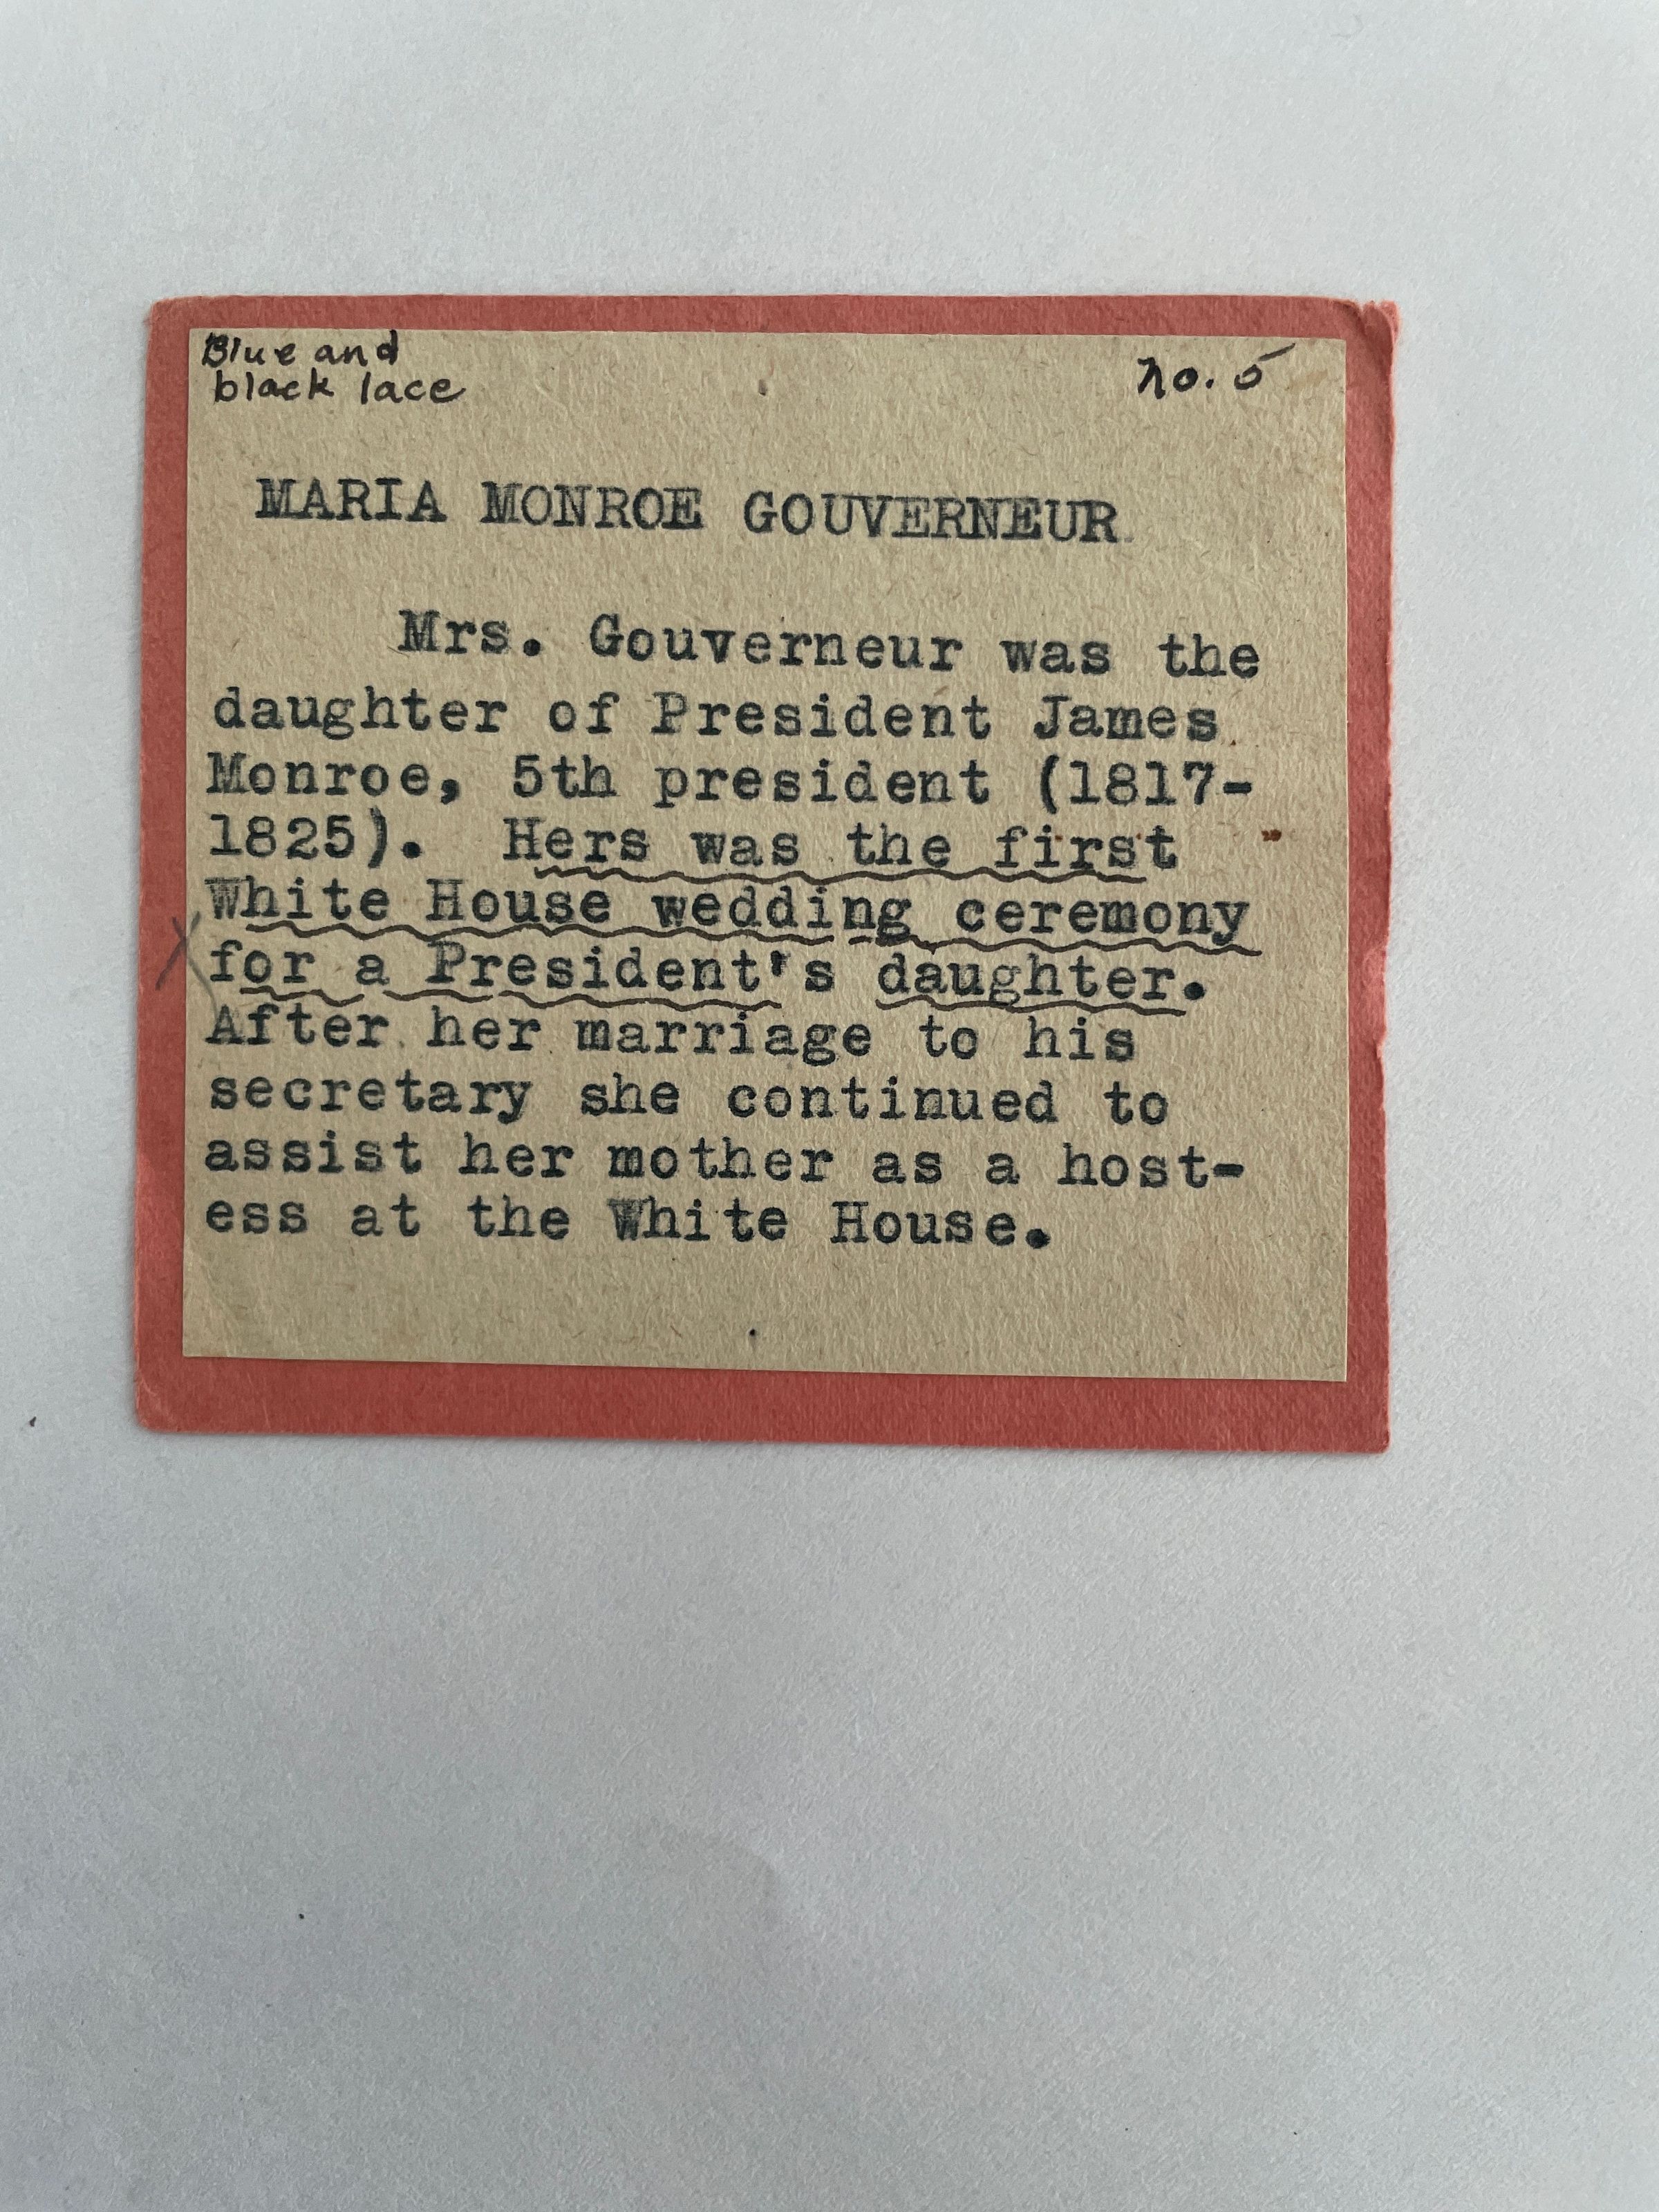 Blue and
black lace
no. 5
MARIA MONROE GOUVERNEUR
Mrs. Gouverneur was the
daughter of President James
Monroe, 5th president (1817-
1825). Hers was the first
White House wedding ceremony
for a President's daughter.
After her marriage to his
secretary she continued to
assist her mother as a host-
ess at the White House.